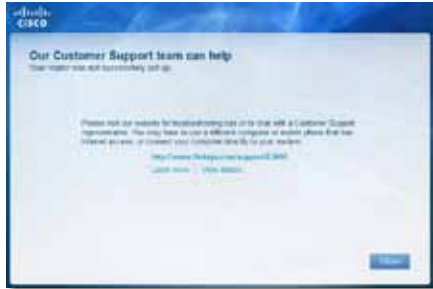 CISCO
Our Customer Support team can help
Your router was not successfully set up.
Please visit our website for troubleshooting tips or to chat with a Customer Support
representative. You may have to use a different computer or mobile phone that has
Internet access, or connect your computer directly to your modem.
Learn more | View details
Close